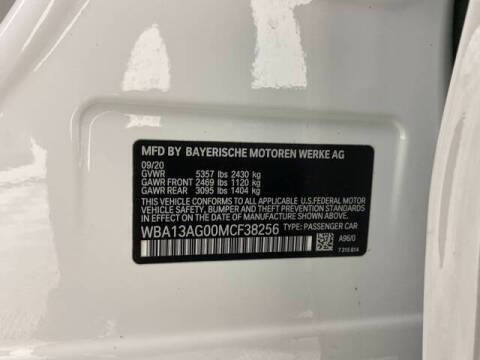 MFD BY BAYERISCHE MOTOREN WERKE AG
09/20
GVWR 5357 lbs 2430 kg
GAWR FRONT 2469 lbs 1120 kg
GAWR REAR 3095 lbs 1404 kg
THIS VEHICLE CONFORMS TO ALL APPLICABLE U.S. FEDERAL MOTOR
VEHICLE SAFETY, BUMPER AND THEFT PREVENTION STANDARDS
IN EFFECT ON THE DATE OF MANUFACTURE SHOWN ABOVE.
WBA13AG00MCF38256 TYPE: PASSENGER CAR
A96/0